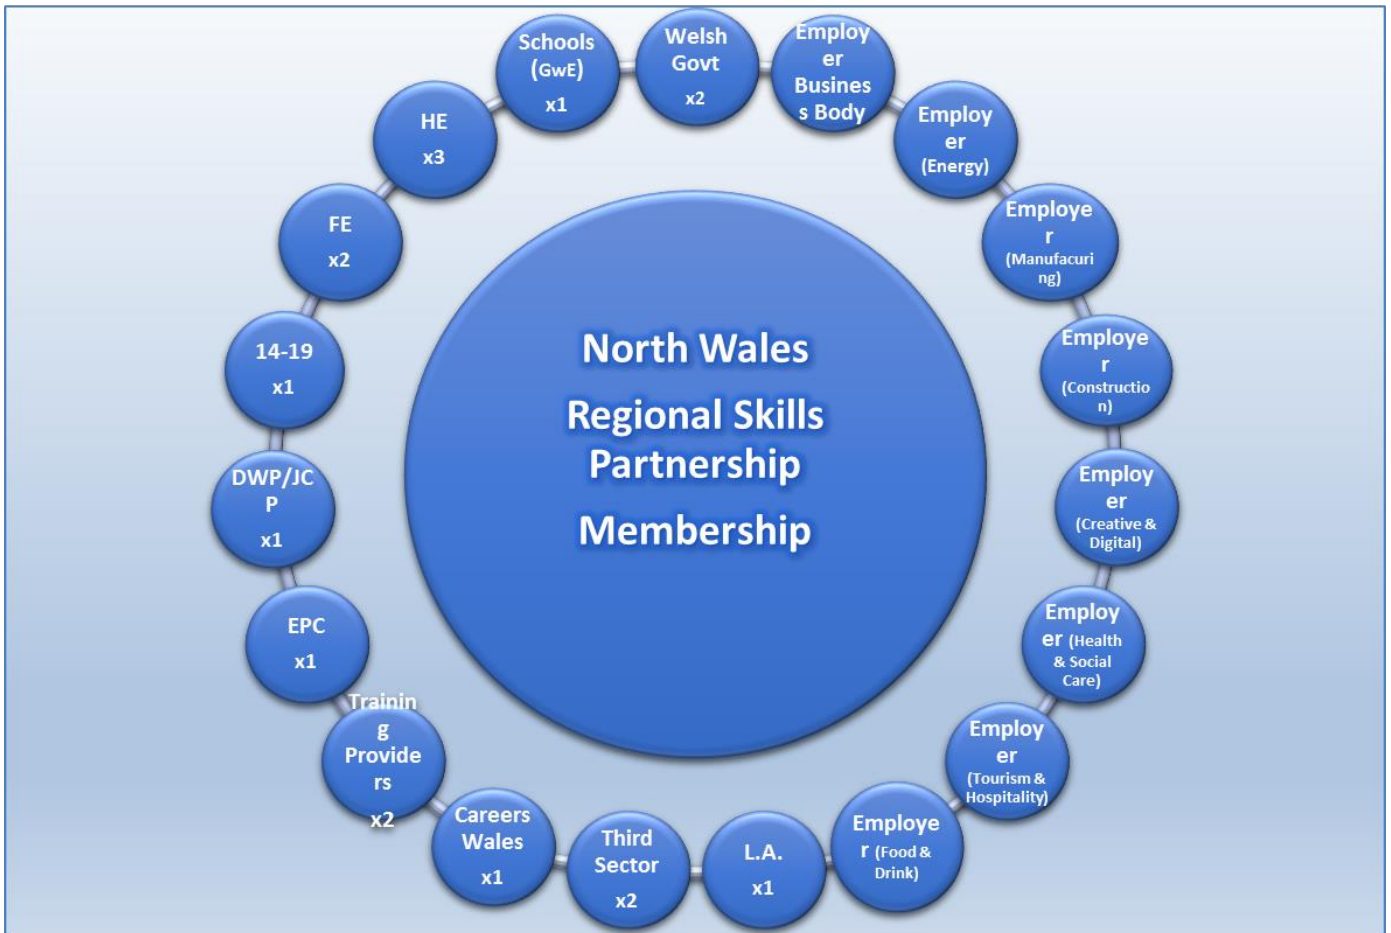 North Wales
Regional Skills
Partnership
Membership
Welsh
Govt
x2
Employ
er
Busines
s Body
Employ
er
(Energy)
Employe
r
(Manufacuri
ng)
Employe
r
(Constructio
n)
Employ
er
(Creative &
Digital)
Employ
er (Health
& Social
Care)
Employ
er
(Tourism &
Hospitality)
Employe
r (Food &
Drink)
L.A.
x1
Third
Sector
x2
Careers
Wales
x1
Trainin
g
Provide
rs
x2
EPC
x1
DWP/JC
P
x1
14-19
x1
FE
x2
HE
x3
Schools
(GwE)
x1